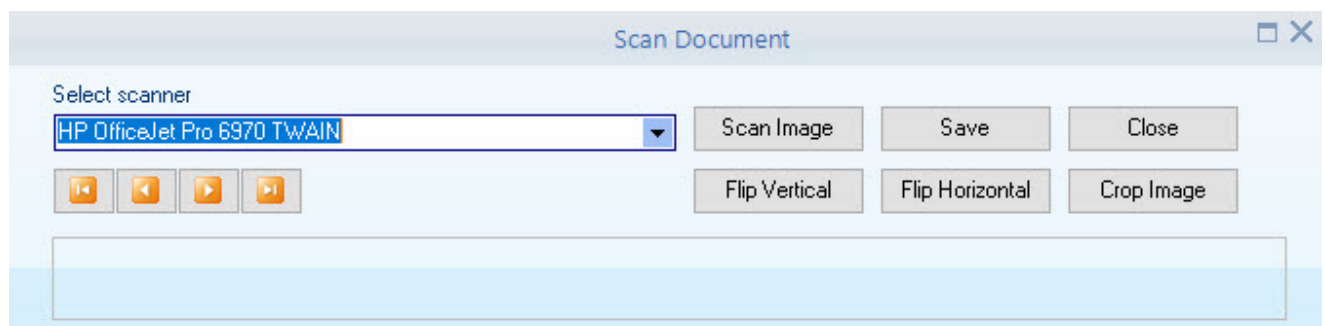 Scan Document
Select scanner
HP OfficeJet Pro 6970 TWAIN
Scan Image
Save
Close
Flip Vertical
Flip Horizontal
Crop Image